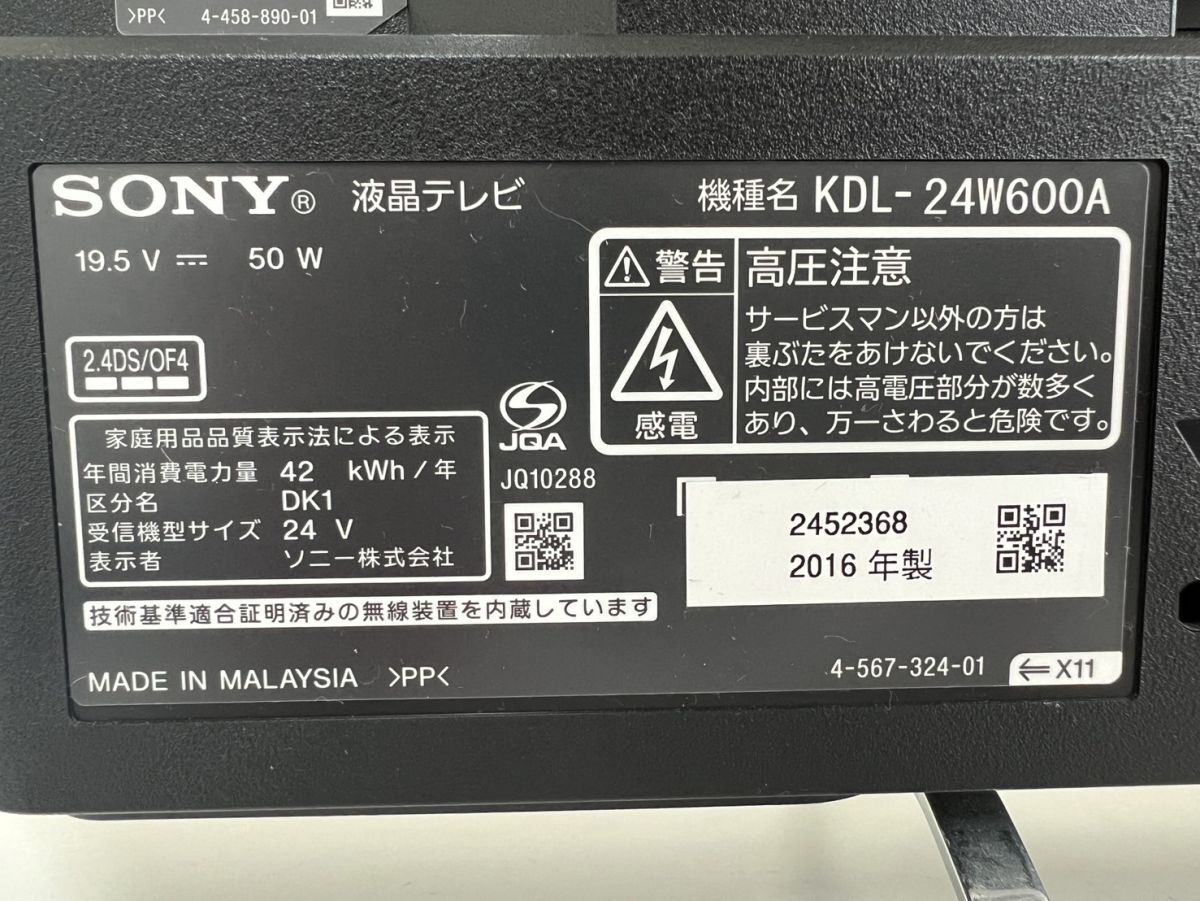 >PP< 4-458-890-01
SONY® 液晶テレビ
機種名 KDL-24W600A
19.5 V ⎓ 50 W
警告
高圧注意
サービスマン以外の方は
裏ぶたをあけないでください。
内部には高電圧部分が数多く
あり、万一さわると危険です。
感電
2.4DS/OF4
JQA
JQ10288
家庭用品品質表示法による表示
年間消費電力量 42 kWh/年
区分名 DK1
受信機型サイズ 24 V
表示者 ソニー株式会社
2452368
2016 年製
技術基準適合証明済みの無線装置を内蔵しています
MADE IN MALAYSIA >PP<
4-567-324-01
⇐ X11